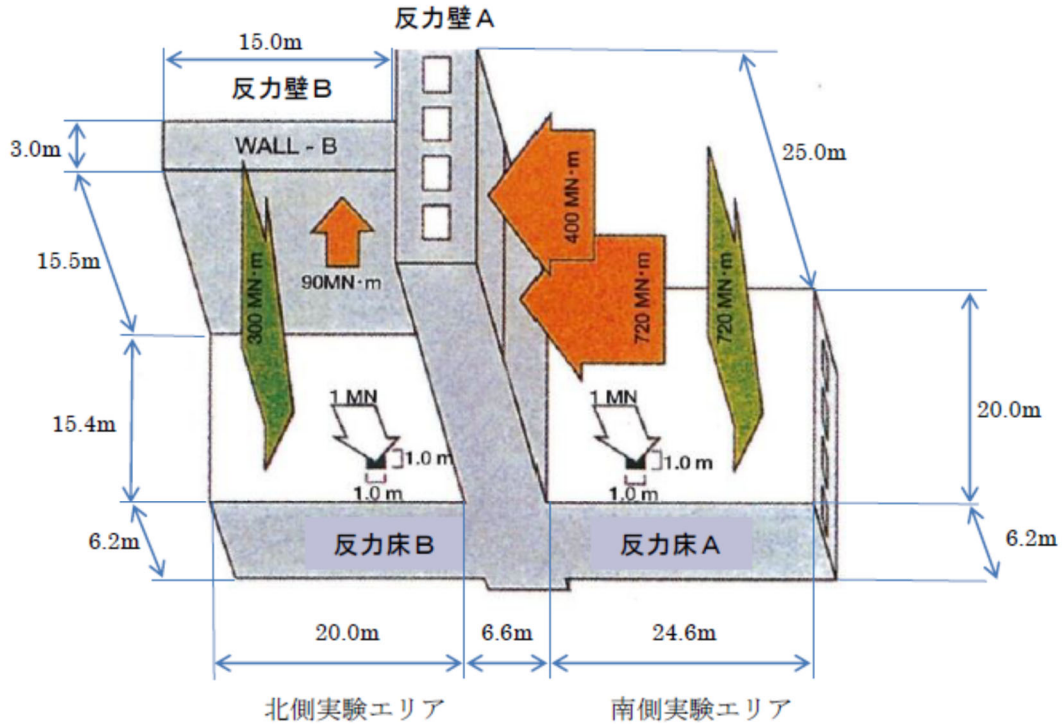 反力壁A
15.0m
反力壁B
3.0m
WALL - B
25.0m
400 MN·m
15.5m
90MN·m
300 MN·m
720 MN·m
720 MN·m
1 MN
1 MN
15.4m
20.0m
1.0 m
1.0 m
1.0 m
1.0 m
6.2m
反力床B
反力床A
6.2m
20.0m
6.6m
24.6m
北側実験エリア
南側実験エリア